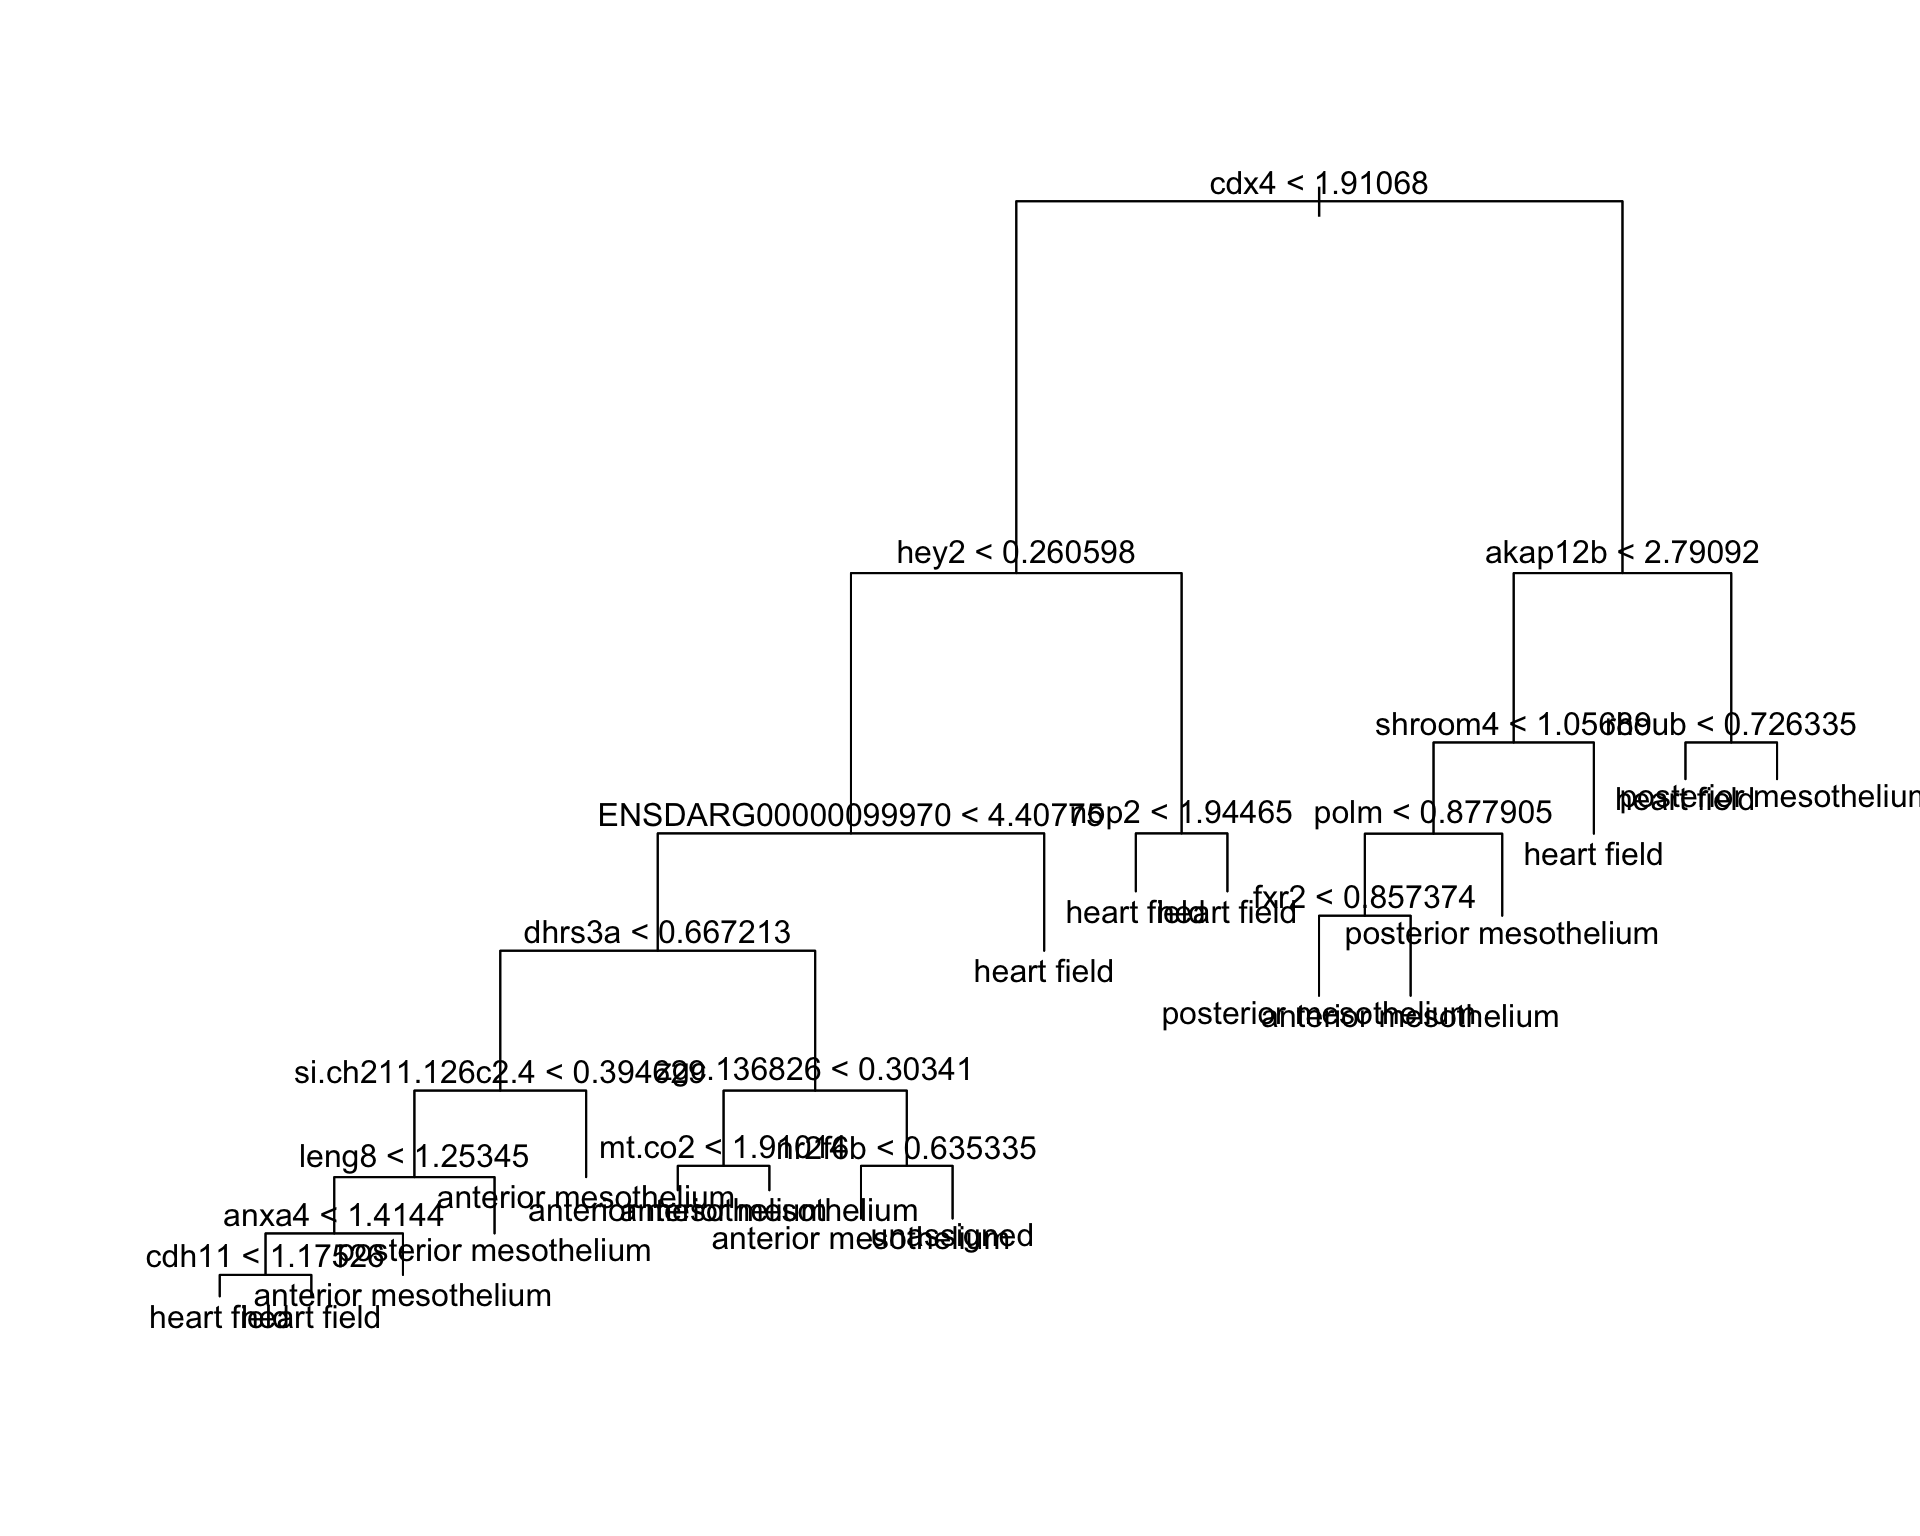 cdx4 < 1.91068
hey2 < 0.260598
akap12b < 2.79092
shroom4 < 1.05689
rhoub < 0.726335
heart field
posterior mesothelium
ENSDARG00000099970 < 4.40775
nop2 < 1.94465
polm < 0.877905
heart field
fxr2 < 0.857374
heart field
heart field
posterior mesothelium
dhrs3a < 0.667213
heart field
posterior mesothelium
anterior mesothelium
si.ch211.126c2.4 < 0.394629
zgc.136826 < 0.30341
leng8 < 1.25345
mt.co2 < 1.91014
nr2f6b < 0.635335
anterior mesothelium
anterior mesothelium
anterior mesothelium
anxa4 < 1.4144
anterior mesothelium
unassigned
cdh11 < 1.17528
posterior mesothelium
anterior mesothelium
heart field
heart field